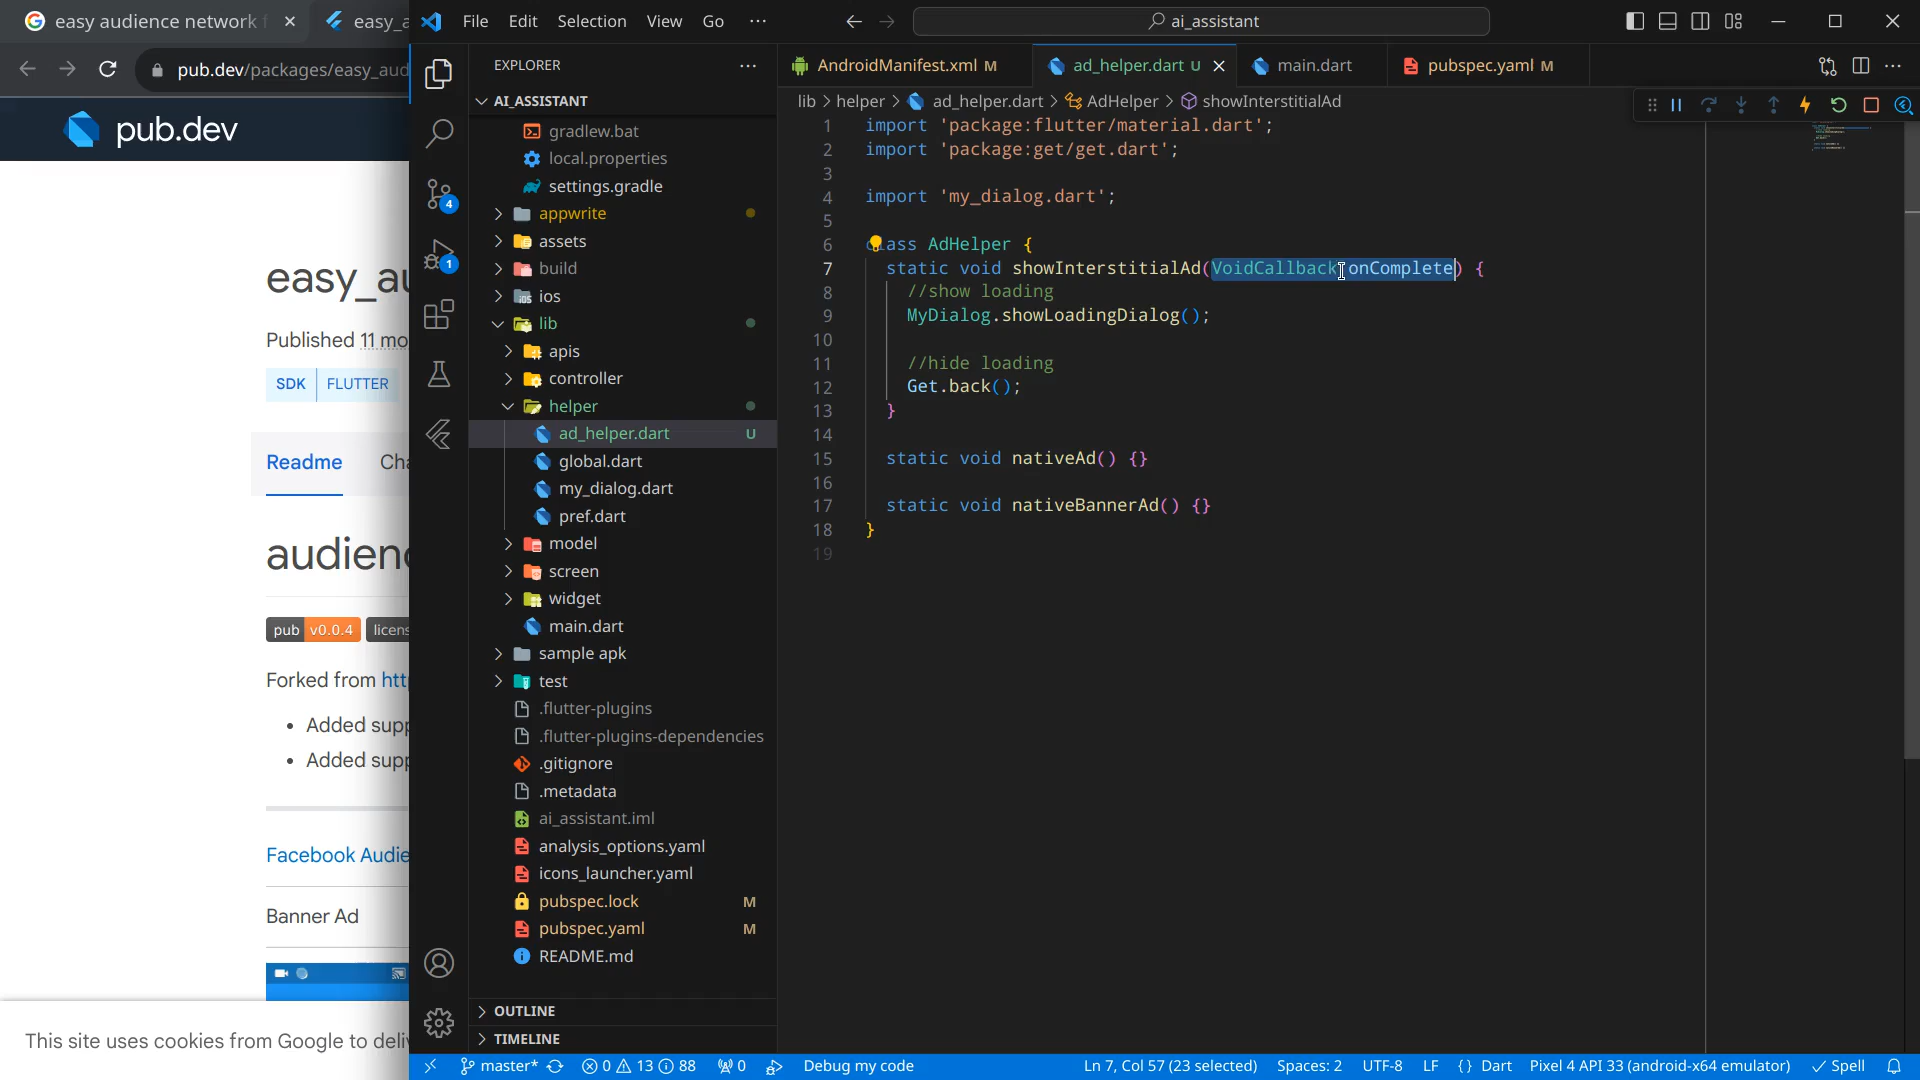 easy audience network f
easy_a
pub.dev/packages/easy_aud
pub.dev
easy_au
Published 11 mo
SDK FLUTTER
Readme Cha
audienc
pub v0.0.4 licens
Forked from http
Added supp
Added supp
Facebook Audie
Banner Ad
This site uses cookies from Google to deliv
File Edit Selection View Go ···
ai_assistant
EXPLORER ···
AI_ASSISTANT
gradlew.bat
local.properties
settings.gradle
appwrite
assets
build
ios
lib
apis
controller
helper
ad_helper.dart U
global.dart
my_dialog.dart
pref.dart
model
screen
widget
main.dart
sample apk
test
.flutter-plugins
.flutter-plugins-dependencies
.gitignore
.metadata
ai_assistant.iml
analysis_options.yaml
icons_launcher.yaml
pubspec.lock M
pubspec.yaml M
README.md
OUTLINE
TIMELINE
4
1
AndroidManifest.xml M ad_helper.dart U main.dart pubspec.yaml M
lib > helper > ad_helper.dart > AdHelper > showInterstitialAd
1 import 'package:flutter/material.dart';
2 import 'package:get/get.dart';
3
4 import 'my_dialog.dart';
5
6 class AdHelper {
7 static void showInterstitialAd(VoidCallback onComplete) {
8 //show loading
9 MyDialog.showLoadingDialog();
10
11 //hide loading
12 Get.back();
13 }
14
15 static void nativeAd() {}
16
17 static void nativeBannerAd() {}
18 }
19
master* 0 13 88 0 Debug my code Ln 7, Col 57 (23 selected) Spaces: 2 UTF-8 LF {} Dart Pixel 4 API 33 (android-x64 emulator) Spell